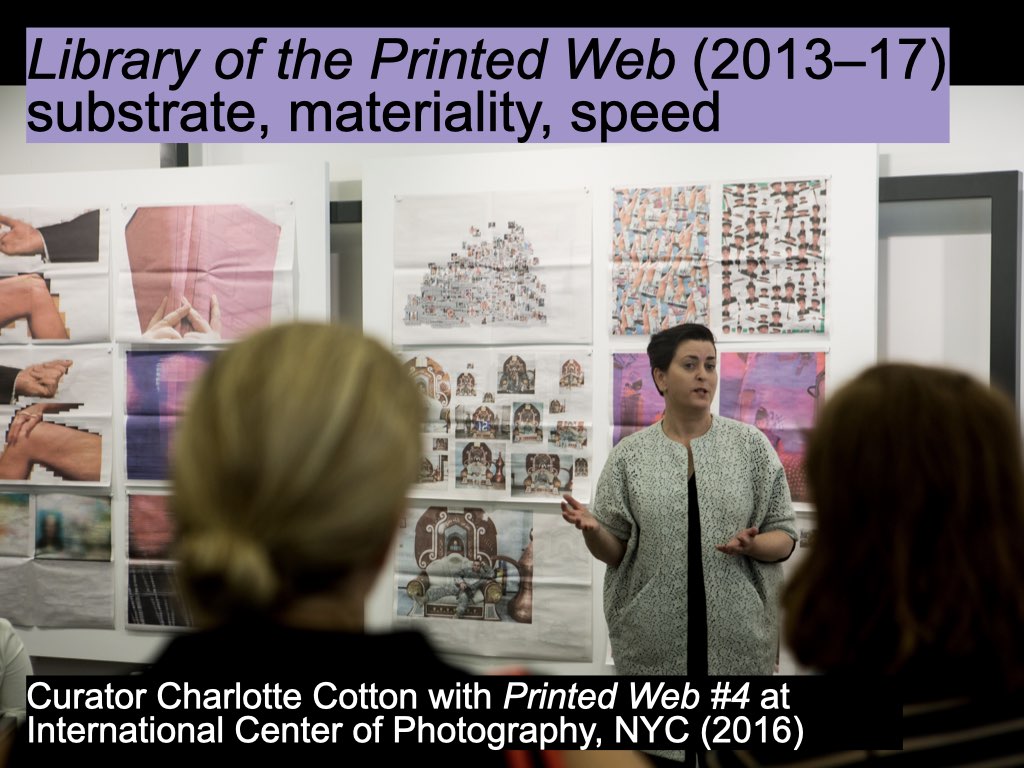 Library of the Printed Web (2013–17)
substrate, materiality, speed
Curator Charlotte Cotton with Printed Web #4 at
International Center of Photography, NYC (2016)